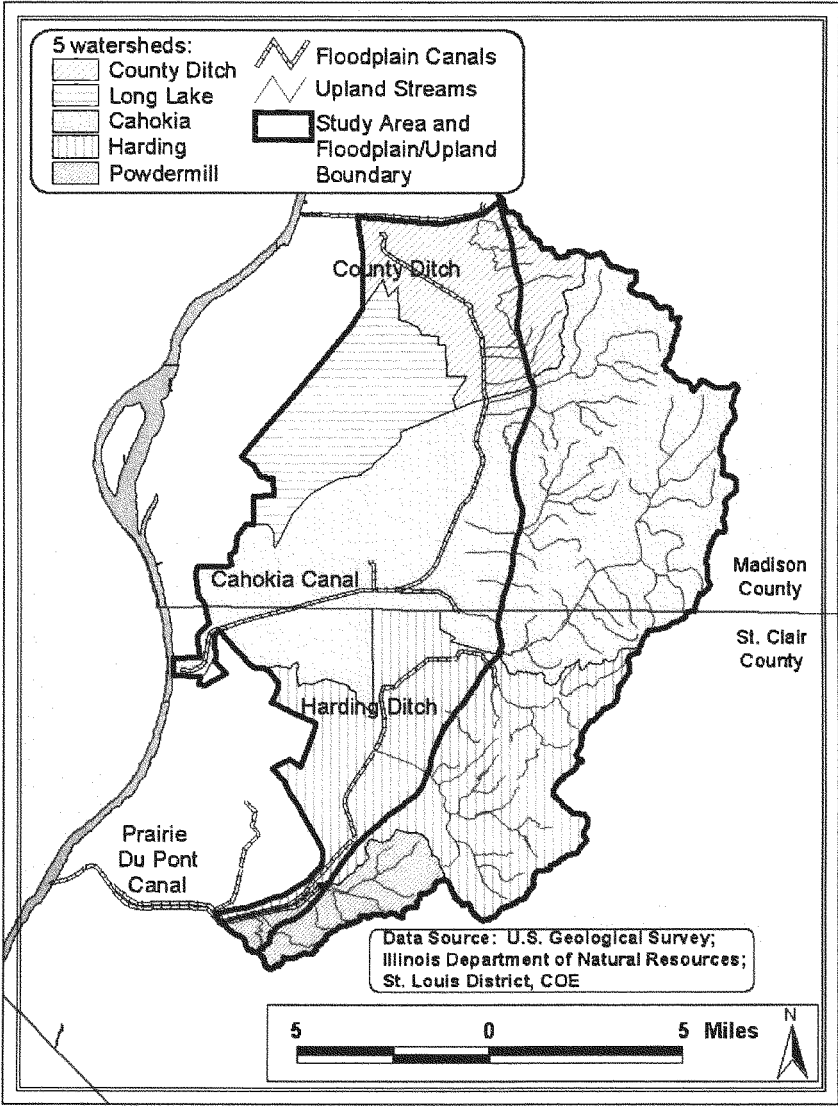 5 watersheds:
County Ditch
Long Lake
Cahokia
Harding
Powdermill
Floodplain Canals
Upland Streams
Study Area and
Floodplain/Upland
Boundary
County Ditch
Cahokia Canal
Madison
County
St. Clair
County
Harding Ditch
Prairie
Du Pont
Canal
Data Source: U.S. Geological Survey;
Illinois Department of Natural Resources;
St. Louis District, COE
5 0 5 Miles
N